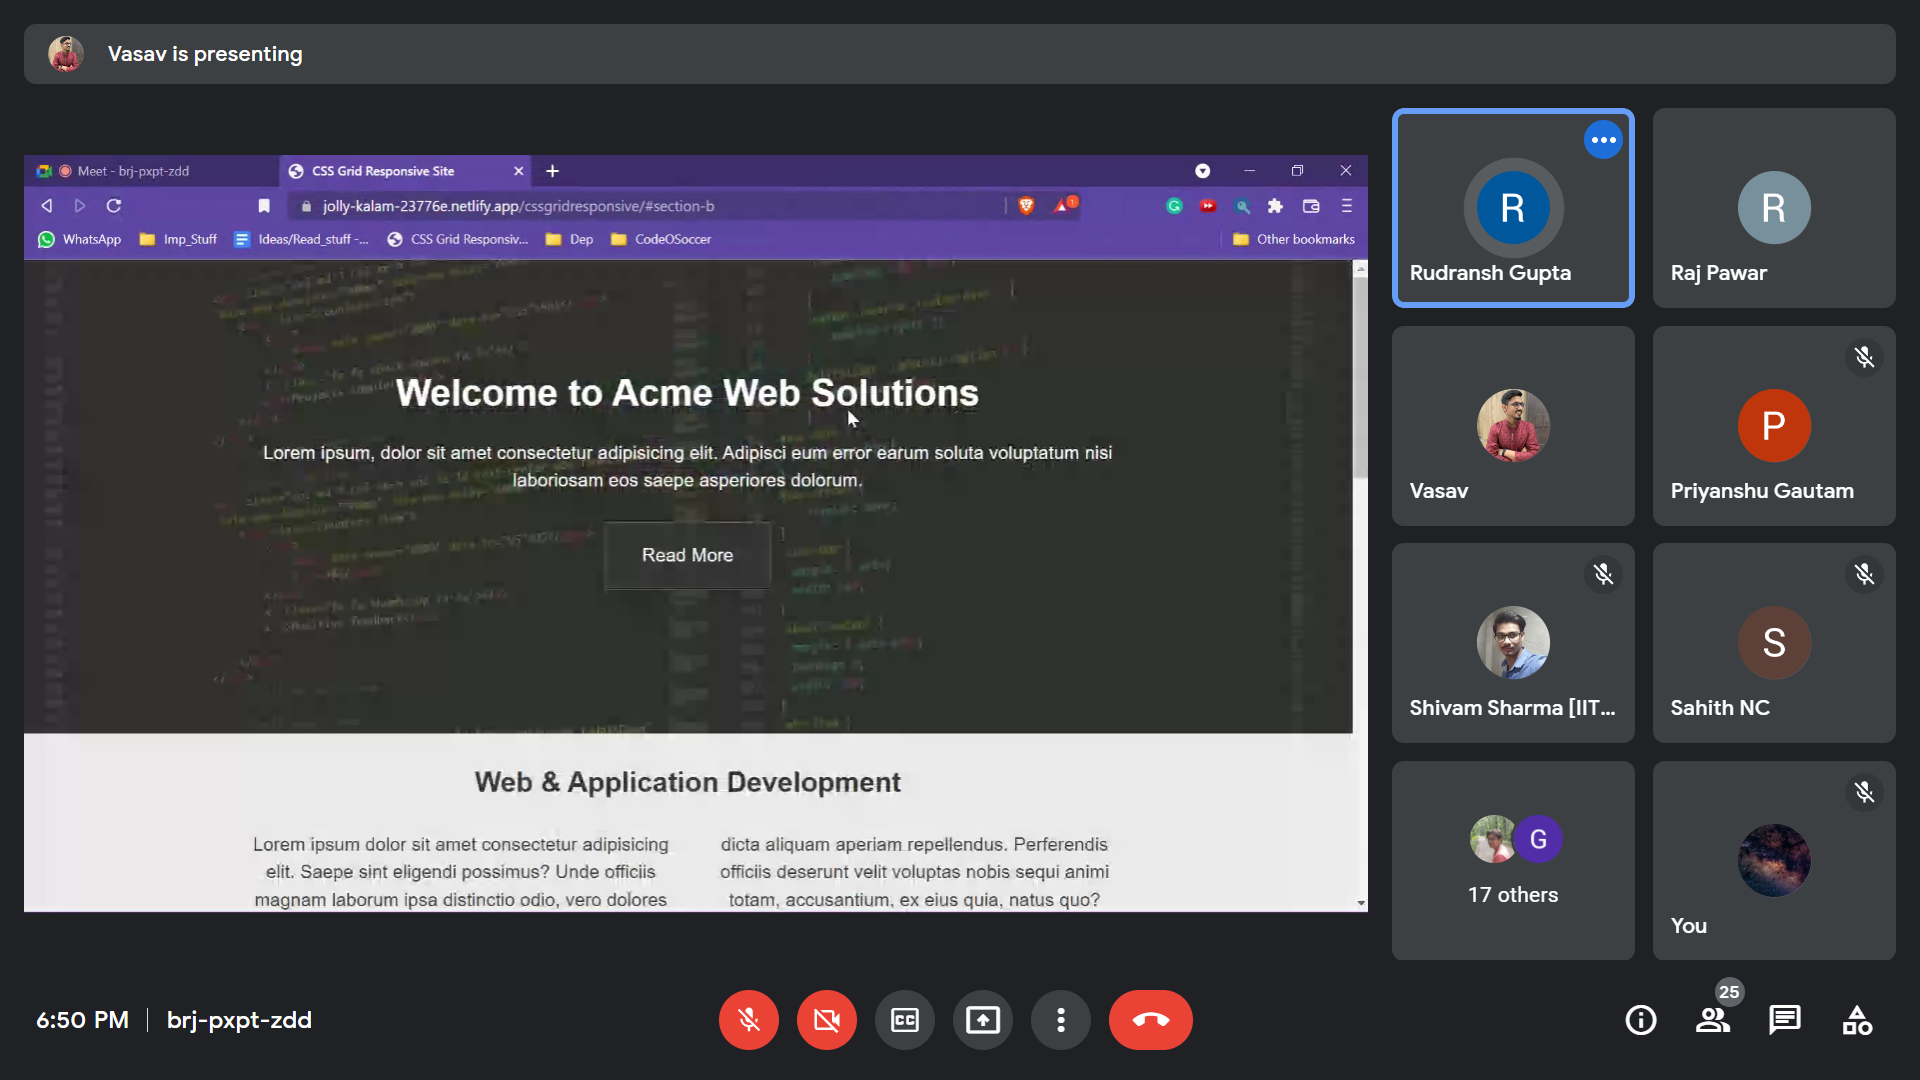 Vasav is presenting
Meet - brj-pxpt-zdd
CSS Grid Responsive Site
jolly-kalam-23776e.netlify.app/cssgridresponsive/#section-b
1
WhatsApp
Imp_Stuff
Ideas/Read_stuff -...
CSS Grid Responsiv...
Dep
CodeOSoccer
Other bookmarks
Welcome to Acme Web Solutions
Lorem ipsum, dolor sit amet consectetur adipisicing elit. Adipisci eum error earum soluta voluptatum nisi
laboriosam eos saepe asperiores dolorum.
Read More
Web & Application Development
Lorem ipsum dolor sit amet consectetur adipisicing
elit. Saepe sint eligendi possimus? Unde officiis
magnam laborum ipsa distinctio odio, vero dolores
dicta aliquam aperiam repellendus. Perferendis
officiis deserunt velit voluptas nobis sequi animi
totam, accusantium, ex eius quia, natus quo?
R
Rudransh Gupta
R
Raj Pawar
Vasav
P
Priyanshu Gautam
Shivam Sharma [IIT...
S
Sahith NC
G
17 others
You
6:50 PM
brj-pxpt-zdd
CC
25